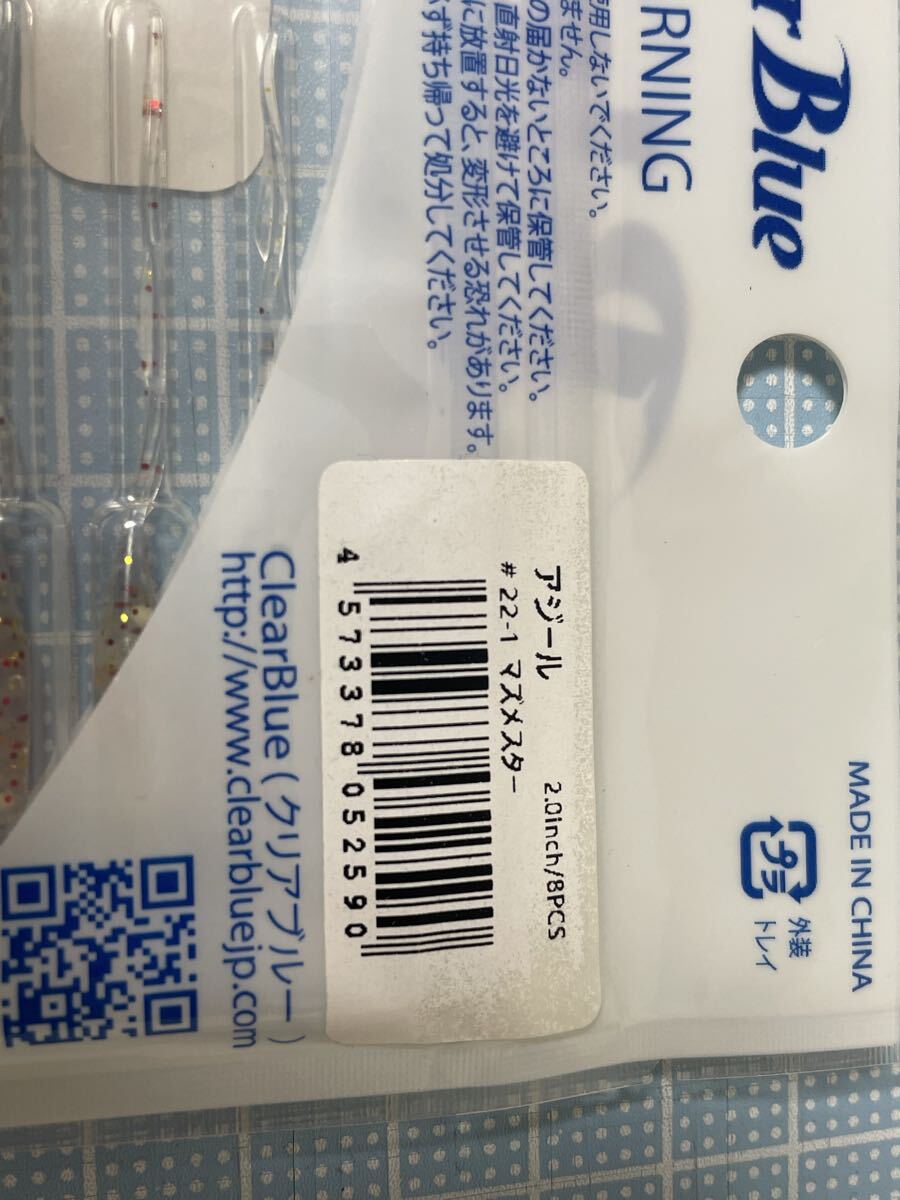 r Blue
RNING
用しないでください。
ません。
の届かないところに保管してください。
直射日光を避けて保管してください。
に放置すると、変形させる恐れがあります。
ず持ち帰って処分してください。
アジール
2.0inch/8PCS
#22-1 マズメスター
4 573378 052590
ClearBlue ( クリアブルー )
http://www.clearbluejp.com
MADE IN CHINA
プラ
外装
トレイ